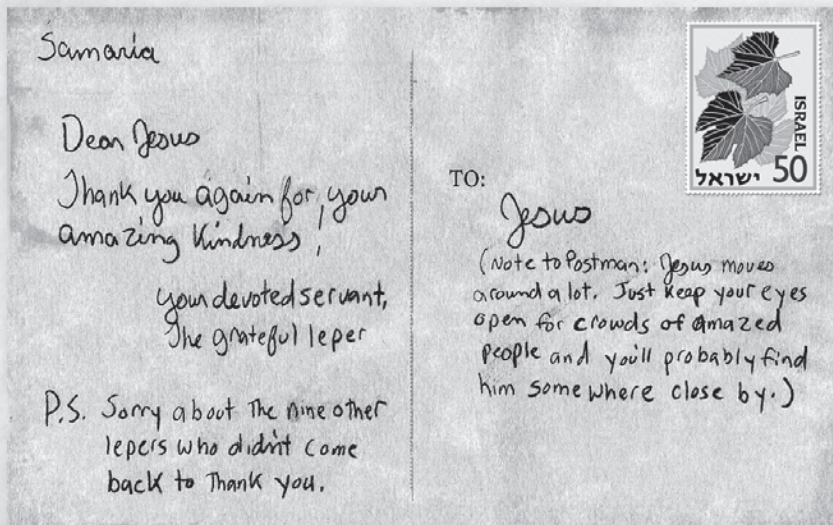 Samaria
Dear Jesus
Thank you again for your
amazing kindness!
your devoted servant,
The grateful leper
P.S. Sorry about the nine other
lepers who didn't come
back to thank you.
ISRAEL
50 ישראל
TO:
Jesus
(Note to Postman: Jesus moves
around a lot. Just keep your eyes
open for crowds of amazed
people and you'll probably find
him somewhere close by.)